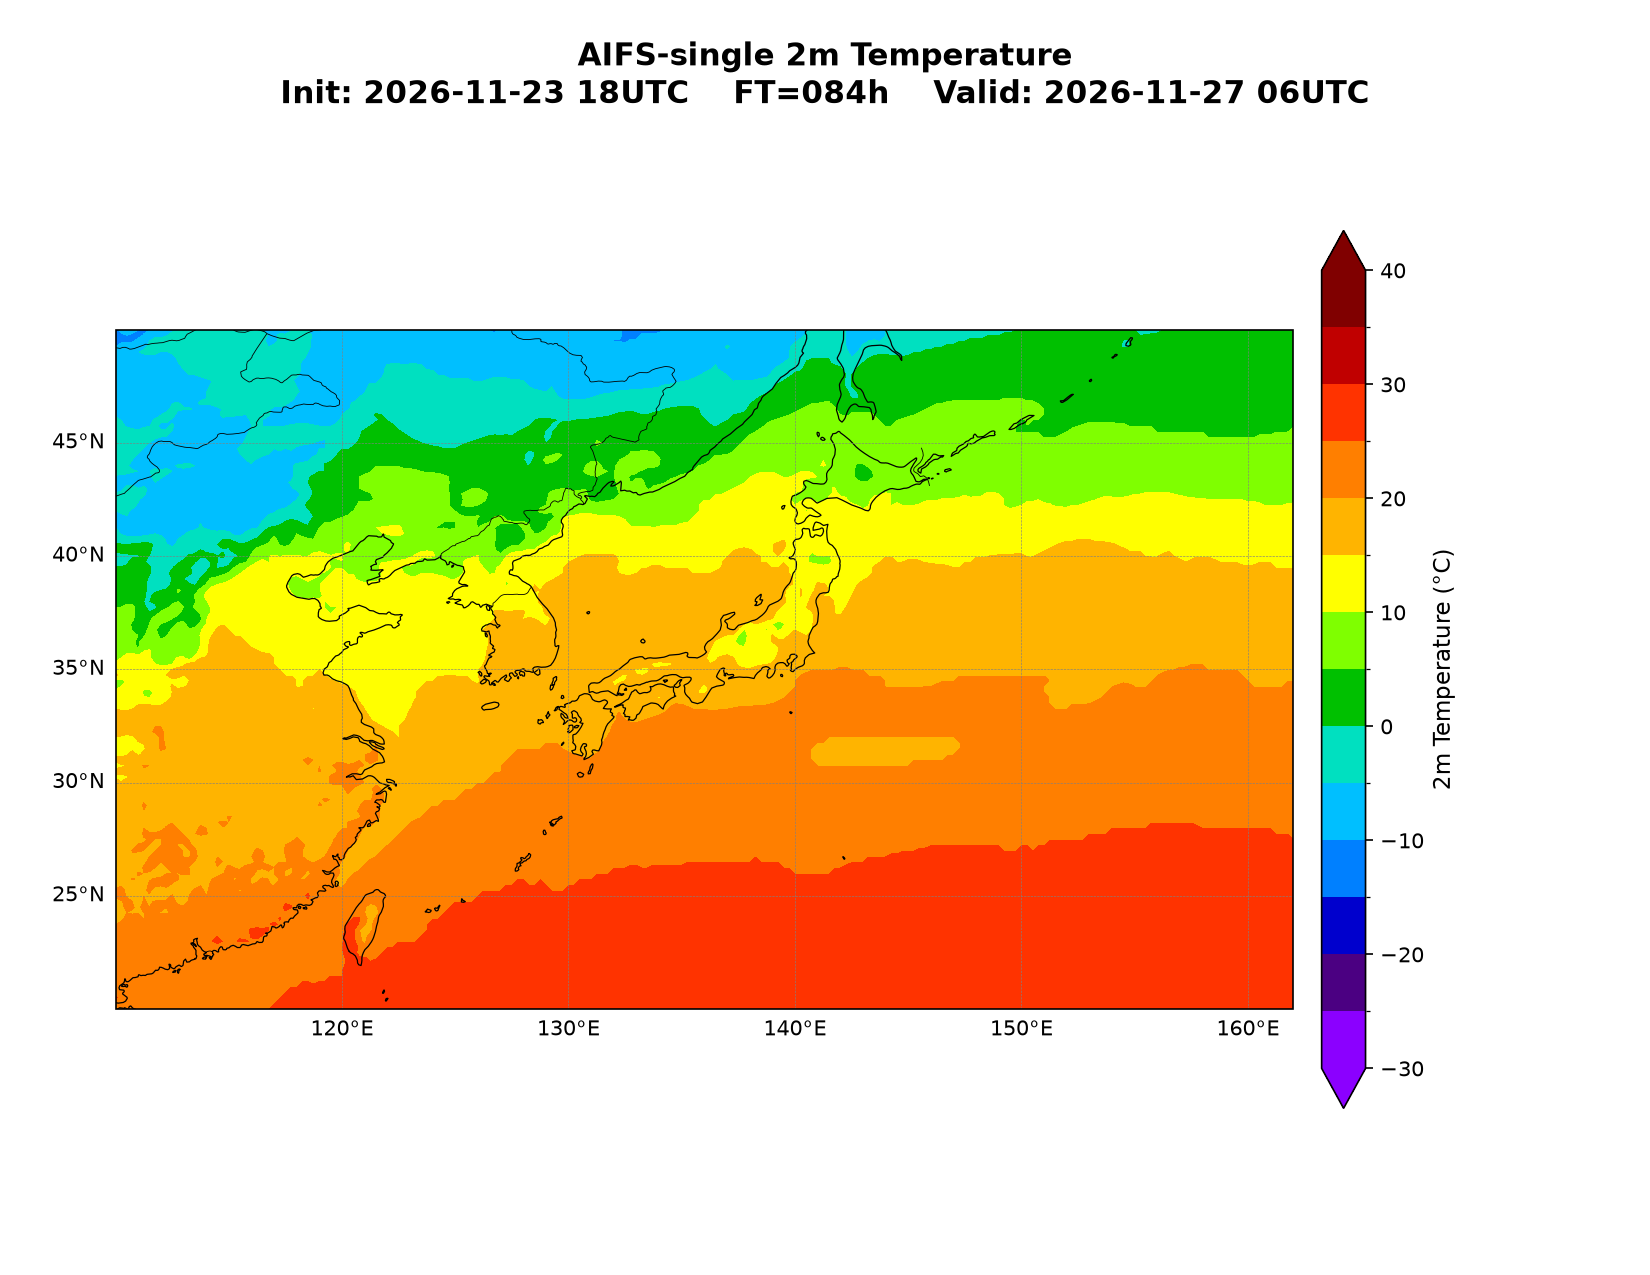 AIFS-single 2m Temperature
Init: 2026-11-23 18UTC    FT=084h    Valid: 2026-11-27 06UTC
45°N
40°N
35°N
30°N
25°N
120°E
130°E
140°E
150°E
160°E
40
30
20
10
0
−10
−20
−30
2m Temperature (°C)